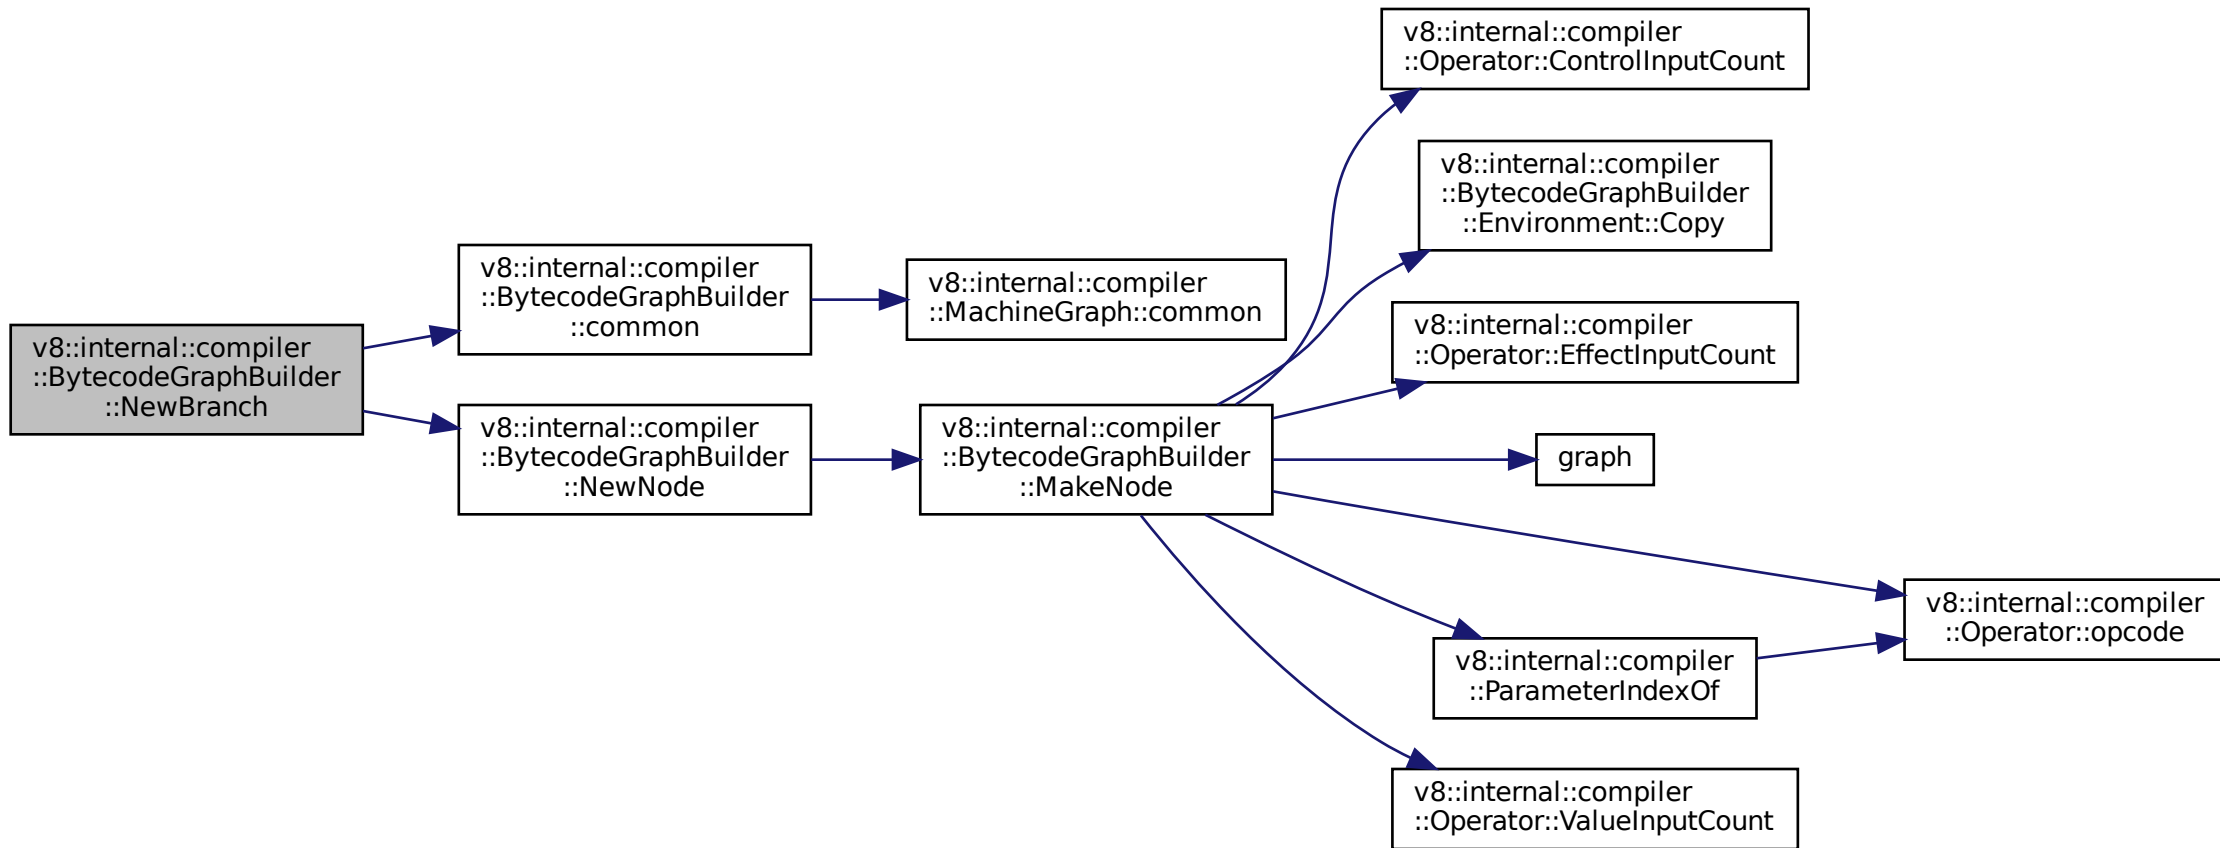 v8::internal::compiler
::BytecodeGraphBuilder
::NewBranch
v8::internal::compiler
::BytecodeGraphBuilder
::common
v8::internal::compiler
::MachineGraph::common
v8::internal::compiler
::BytecodeGraphBuilder
::NewNode
v8::internal::compiler
::BytecodeGraphBuilder
::MakeNode
v8::internal::compiler
::Operator::ControlInputCount
v8::internal::compiler
::BytecodeGraphBuilder
::Environment::Copy
v8::internal::compiler
::Operator::EffectInputCount
graph
v8::internal::compiler
::Operator::opcode
v8::internal::compiler
::ParameterIndexOf
v8::internal::compiler
::Operator::ValueInputCount